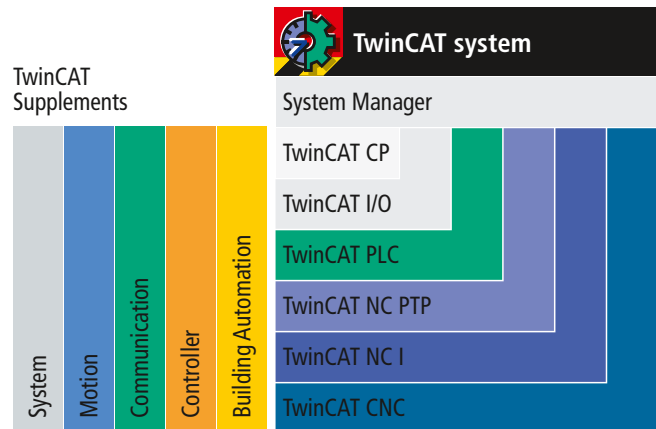 TwinCAT system
TwinCAT
Supplements
System Manager
TwinCAT CP
TwinCAT I/O
TwinCAT PLC
TwinCAT NC PTP
TwinCAT NC I
TwinCAT CNC
System
Motion
Communication
Controller
Building Automation